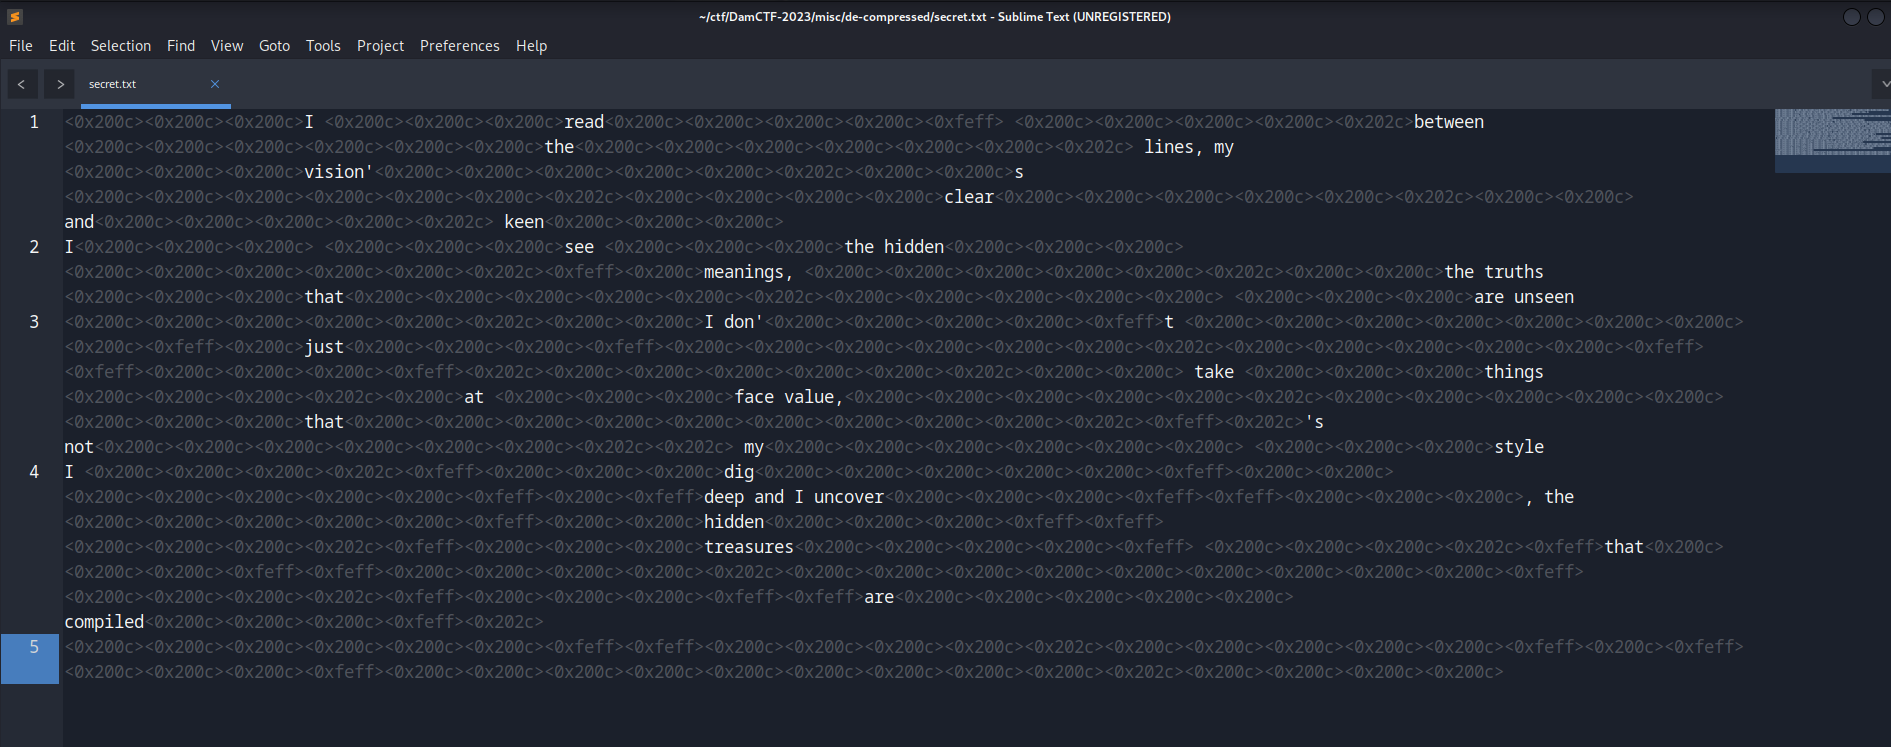 ~/ctf/DamCTF-2023/misc/de-compressed/secret.txt - Sublime Text (UNREGISTERED)
File Edit Selection Find View Goto Tools Project Preferences Help
secret.txt
1 <0x200c><0x200c><0x200c>I <0x200c><0x200c><0x200c>read<0x200c><0x200c><0x200c><0x200c><0xfeff> <0x200c><0x200c><0x200c><0x200c><0x202c>between
<0x200c><0x200c><0x200c><0x200c><0x200c><0x200c>the<0x200c><0x200c><0x200c><0x200c><0x200c><0x200c><0x202c> lines, my
<0x200c><0x200c><0x200c>vision'<0x200c><0x200c><0x200c><0x200c><0x200c><0x202c><0x200c><0x200c>s
<0x200c><0x200c><0x200c><0x200c><0x200c><0x200c><0x202c><0x200c><0x200c><0x200c><0x200c>clear<0x200c><0x200c><0x200c><0x200c><0x200c><0x202c><0x200c><0x200c>
and<0x200c><0x200c><0x200c><0x200c><0x202c> keen<0x200c><0x200c><0x200c>
2 I<0x200c><0x200c><0x200c> <0x200c><0x200c><0x200c>see <0x200c><0x200c><0x200c>the hidden<0x200c><0x200c><0x200c>
<0x200c><0x200c><0x200c><0x200c><0x200c><0x202c><0xfeff><0x200c>meanings, <0x200c><0x200c><0x200c><0x200c><0x200c><0x202c><0x200c><0x200c>the truths
<0x200c><0x200c><0x200c>that<0x200c><0x200c><0x200c><0x200c><0x200c><0x202c><0x200c><0x200c><0x200c><0x200c><0x200c> <0x200c><0x200c><0x200c>are unseen
3 <0x200c><0x200c><0x200c><0x200c><0x200c><0x202c><0x200c><0x200c>I don'<0x200c><0x200c><0x200c><0x200c><0xfeff>t <0x200c><0x200c><0x200c><0x200c><0x200c><0x200c><0x200c>
<0x200c><0xfeff><0x200c>just<0x200c><0x200c><0x200c><0xfeff><0x200c><0x200c><0x200c><0x200c><0x200c><0x200c><0x202c><0x200c><0x200c><0x200c><0x200c><0x200c><0xfeff>
<0xfeff><0x200c><0x200c><0x200c><0xfeff><0x202c><0x200c><0x200c><0x200c><0x200c><0x200c><0x202c><0x200c><0x200c> take <0x200c><0x200c><0x200c>things
<0x200c><0x200c><0x200c><0x202c><0x200c>at <0x200c><0x200c><0x200c>face value,<0x200c><0x200c><0x200c><0x200c><0x200c><0x200c><0x200c><0x200c><0x200c><0x200c><0x200c>
<0x200c><0x200c><0x200c>that<0x200c><0x200c><0x200c><0x200c><0x200c><0x200c><0x200c><0x200c><0x200c><0x202c><0xfeff><0x202c>'s
not<0x200c><0x200c><0x200c><0x200c><0x200c><0x200c><0x202c><0x202c> my<0x200c><0x200c><0x200c><0x200c><0x200c><0x200c> <0x200c><0x200c><0x200c>style
4 I <0x200c><0x200c><0x200c><0x202c><0xfeff><0x200c><0x200c><0x200c>dig<0x200c><0x200c><0x200c><0x200c><0x200c><0xfeff><0x200c><0x200c>
<0x200c><0x200c><0x200c><0x200c><0x200c><0xfeff><0x200c><0xfeff>deep and I uncover<0x200c><0x200c><0x200c><0xfeff><0xfeff><0x200c><0x200c><0x200c>, the
<0x200c><0x200c><0x200c><0x200c><0x200c><0xfeff><0x200c><0x200c>hidden<0x200c><0x200c><0x200c><0xfeff><0xfeff>
<0x200c><0x200c><0x200c><0x202c><0xfeff><0x200c><0x200c><0x200c>treasures<0x200c><0x200c><0x200c><0x200c><0xfeff> <0x200c><0x200c><0x200c><0x202c><0xfeff>that<0x200c>
<0x200c><0x200c><0xfeff><0xfeff><0x200c><0x200c><0x200c><0x200c><0x202c><0x200c><0x200c><0x200c><0x200c><0x200c><0x200c><0x200c><0x200c><0x200c><0xfeff>
<0x200c><0x200c><0x200c><0x202c><0xfeff><0x200c><0x200c><0x200c><0xfeff><0xfeff>are<0x200c><0x200c><0x200c><0x200c><0x200c>
compiled<0x200c><0x200c><0x200c><0xfeff><0x202c>
5 <0x200c><0x200c><0x200c><0x200c><0x200c><0x200c><0xfeff><0xfeff><0x200c><0x200c><0x200c><0x200c><0x202c><0x200c><0x200c><0x200c><0x200c><0x200c><0xfeff><0x200c><0xfeff>
<0x200c><0x200c><0x200c><0xfeff><0x200c><0x200c><0x200c><0x200c><0x200c><0x200c><0x200c><0x200c><0x200c><0x202c><0x200c><0x200c><0x200c><0x200c>